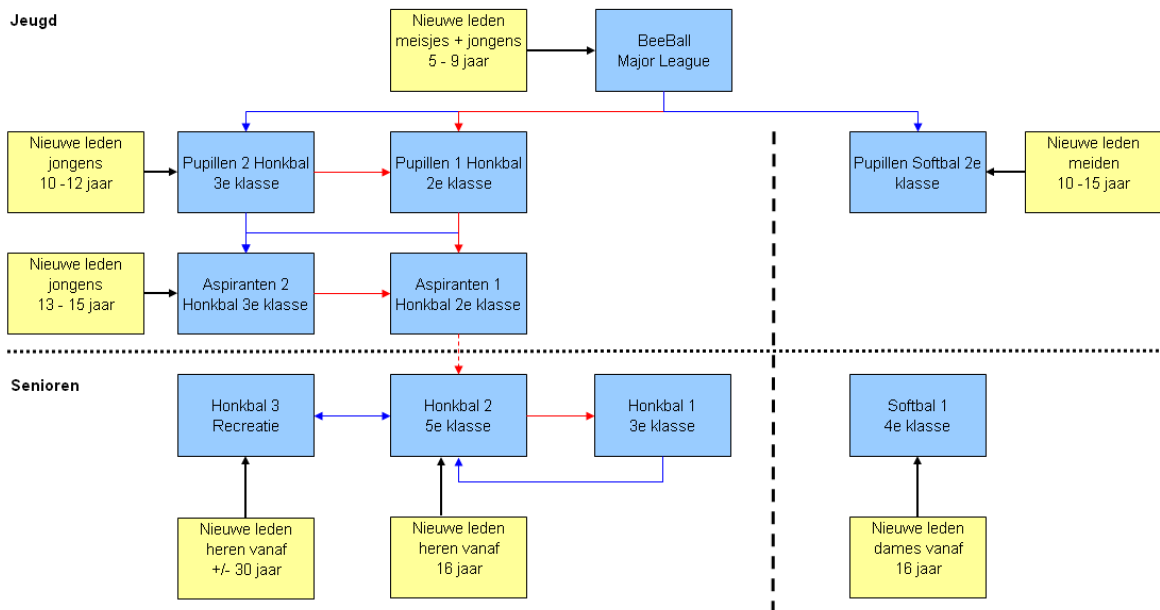 Jeugd
Nieuwe leden
meisjes + jongens
5 - 9 jaar
BeeBall
Major League
Nieuwe leden
jongens
10 -12 jaar
Pupillen 2 Honkbal
3e klasse
Pupillen 1 Honkbal
2e klasse
Pupillen Softbal 2e
klasse
Nieuwe leden
meiden
10 -15 jaar
Nieuwe leden
jongens
13 - 15 jaar
Aspiranten 2
Honkbal 3e klasse
Aspiranten 1
Honkbal 2e klasse
Senioren
Honkbal 3
Recreatie
Honkbal 2
5e klasse
Honkbal 1
3e klasse
Softbal 1
4e klasse
Nieuwe leden
heren vanaf
+/- 30 jaar
Nieuwe leden
heren vanaf
16 jaar
Nieuwe leden
dames vanaf
16 jaar